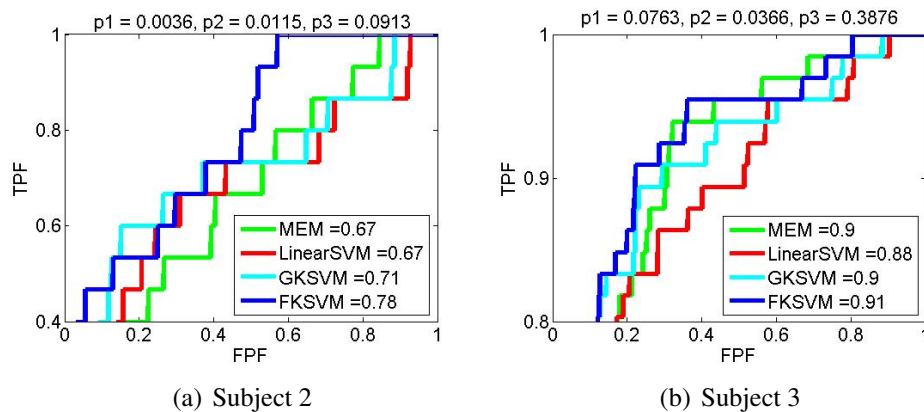 p1 = 0.0036, p2 = 0.0115, p3 = 0.0913
1
0.8
0.6
0.4
TPF
MEM =0.67
LinearSVM =0.67
GKSVM =0.71
FKSVM =0.78
0 0.2 0.4 0.6 0.8 1
FPF
(a) Subject 2
p1 = 0.0763, p2 = 0.0366, p3 = 0.3876
1
0.9
0.8
TPF
MEM =0.9
LinearSVM =0.88
GKSVM =0.9
FKSVM =0.91
0 0.2 0.4 0.6 0.8 1
FPF
(b) Subject 3